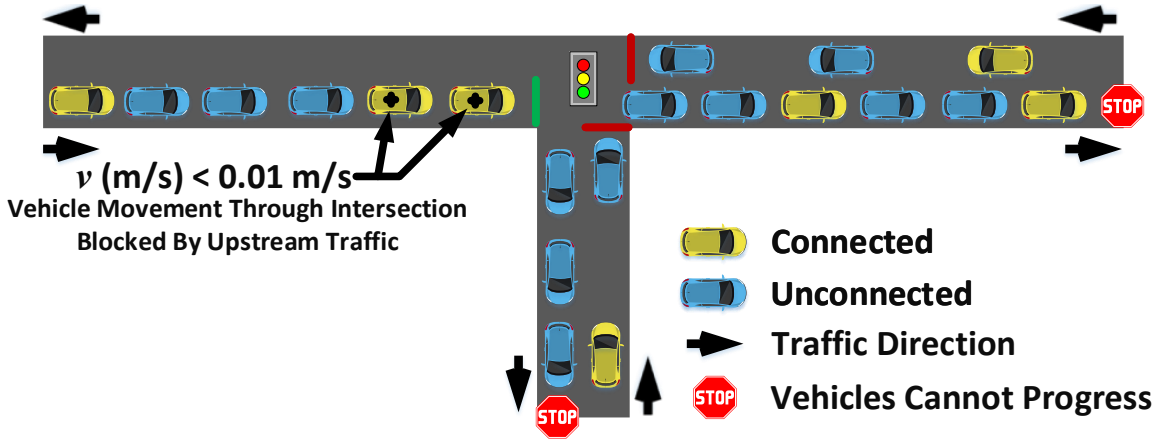 STOP
v (m/s) < 0.01 m/s
Vehicle Movement Through Intersection
Blocked By Upstream Traffic
Connected
Unconnected
Traffic Direction
STOP
STOP Vehicles Cannot Progress